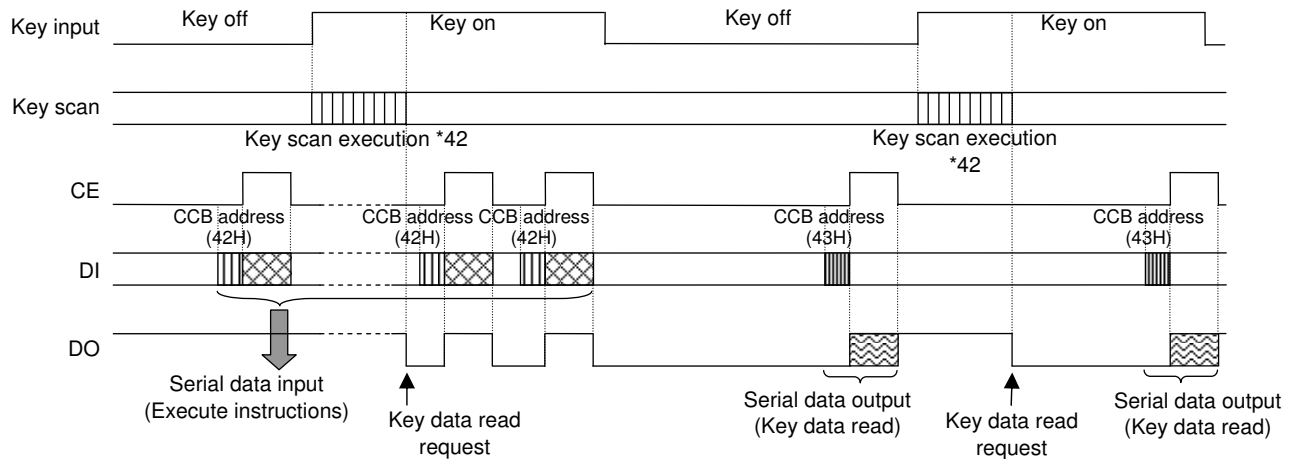 Key input
Key off
Key on
Key off
Key on
Key scan
Key scan execution *42
Key scan execution
*42
CE
CCB address
(42H)
CCB address
(42H)
CCB address
(42H)
CCB address
(43H)
CCB address
(43H)
DI
DO
Serial data input
(Execute instructions)
Key data read
request
Serial data output
(Key data read)
Key data read
request
Serial data output
(Key data read)